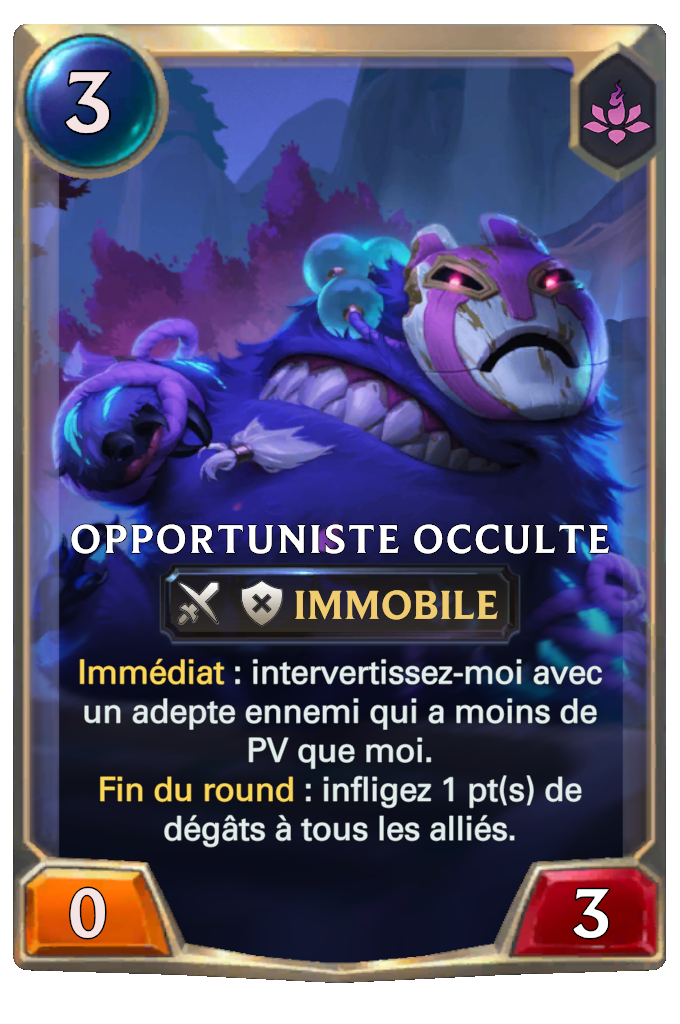 3
OPPORTUNISTE OCCULTE
IMMOBILE
Immédiat : intervertissez-moi avec
un adepte ennemi qui a moins de
PV que moi.
Fin du round : infligez 1 pt(s) de
dégâts à tous les alliés.
0
3